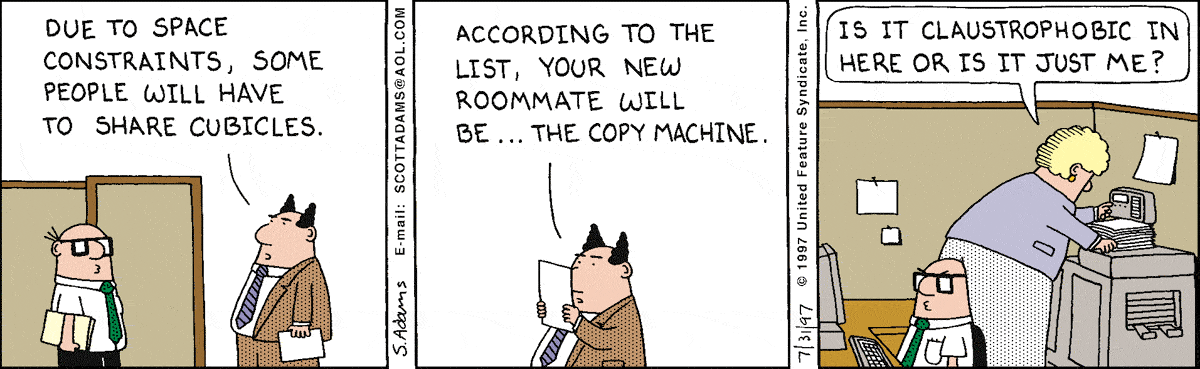 DUE TO SPACE
CONSTRAINTS, SOME
PEOPLE WILL HAVE
TO SHARE CUBICLES.
S.Adams E-mail: SCOTTADAMS@AOL.COM
ACCORDING TO THE
LIST, YOUR NEW
ROOMMATE WILL
BE... THE COPY MACHINE.
7/31/97 © 1997 United Feature Syndicate, Inc.
IS IT CLAUSTROPHOBIC IN
HERE OR IS IT JUST ME?